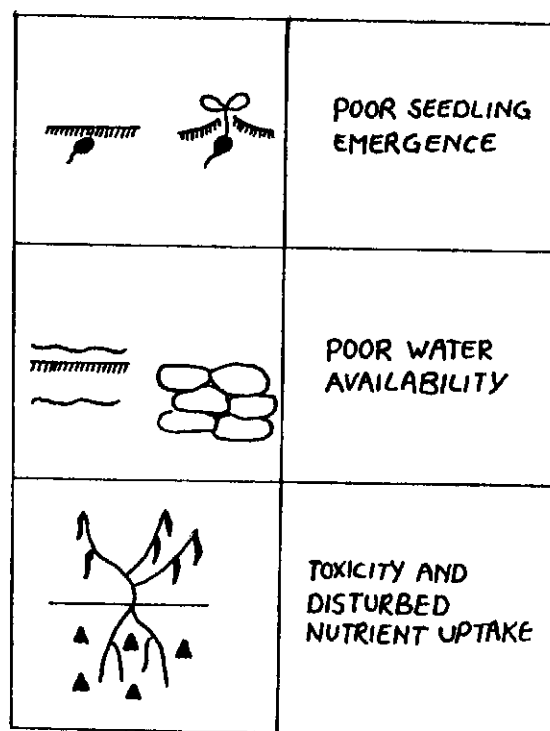 POOR SEEDLING
EMERGENCE
POOR WATER
AVAILABILITY
TOXICITY AND
DISTURBED
NUTRIENT UPTAKE